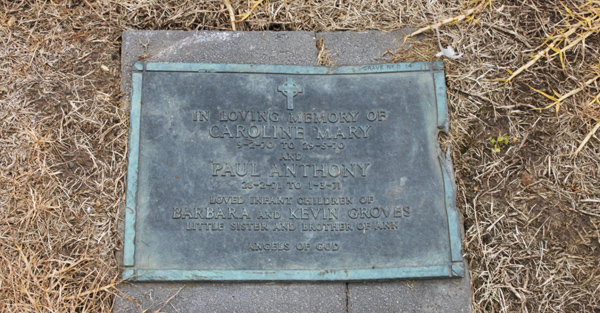 IN LOVING MEMORY OF
CAROLINE MARY
AND
PAUL ANTHONY
LOVED INFANT CHILDREN OF
BARBARA AND KEVIN GROVES
LITTLE SISTER AND BROTHER OF ANN
ANGELS OF GOD